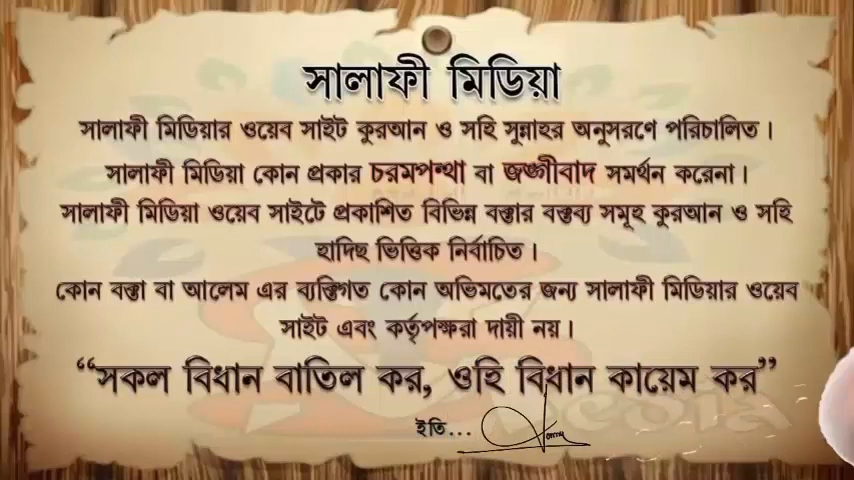 সালাফী মিডিয়া
সালাফী মিডিয়ার ওয়েব সাইট কুরআন ও সহি সুন্নাহর অনুসরণে পরিচালিত।
সালাফী মিডিয়া কোন প্রকার চরমপন্থা বা জঙ্গীবাদ সমর্থন করেনা।
সালাফী মিডিয়া ওয়েব সাইটে প্রকাশিত বিভিন্ন বক্তার বক্তব্য সমূহ কুরআন ও সহি
হাদিছ ভিত্তিক নির্বাচিত।
কোন বক্তা বা আলেম এর ব্যক্তিগত কোন অভিমতের জন্য সালাফী মিডিয়ার ওয়েব
সাইট এবং কর্তৃপক্ষরা দায়ী নয়।
“সকল বিধান বাতিল কর, ওহি বিধান কায়েম কর”
ইতি...